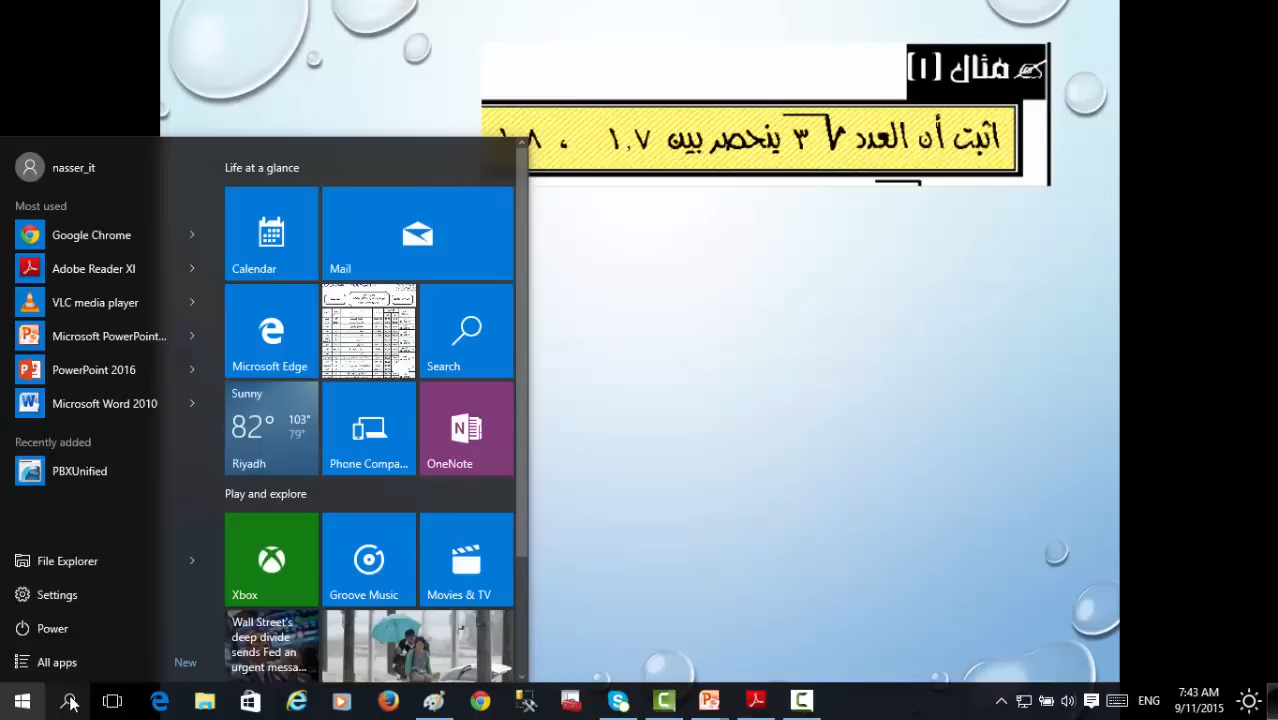 مثال [١]
اثبت أن العدد √٣ ينحصر بين ١,٧ ، ١,٨
nasser_it
Most used
Google Chrome
Adobe Reader XI
VLC media player
Microsoft PowerPoint...
PowerPoint 2016
Microsoft Word 2010
Recently added
PBXUnified
File Explorer
Settings
Power
All apps
New
Life at a glance
Calendar
Mail
Microsoft Edge
Search
Sunny
82° 103°
79°
Riyadh
Phone Compa...
OneNote
Play and explore
Xbox
Groove Music
Movies & TV
Wall Street's
deep divide
sends Fed an
urgent messa...
ENG
7:43 AM
9/11/2015